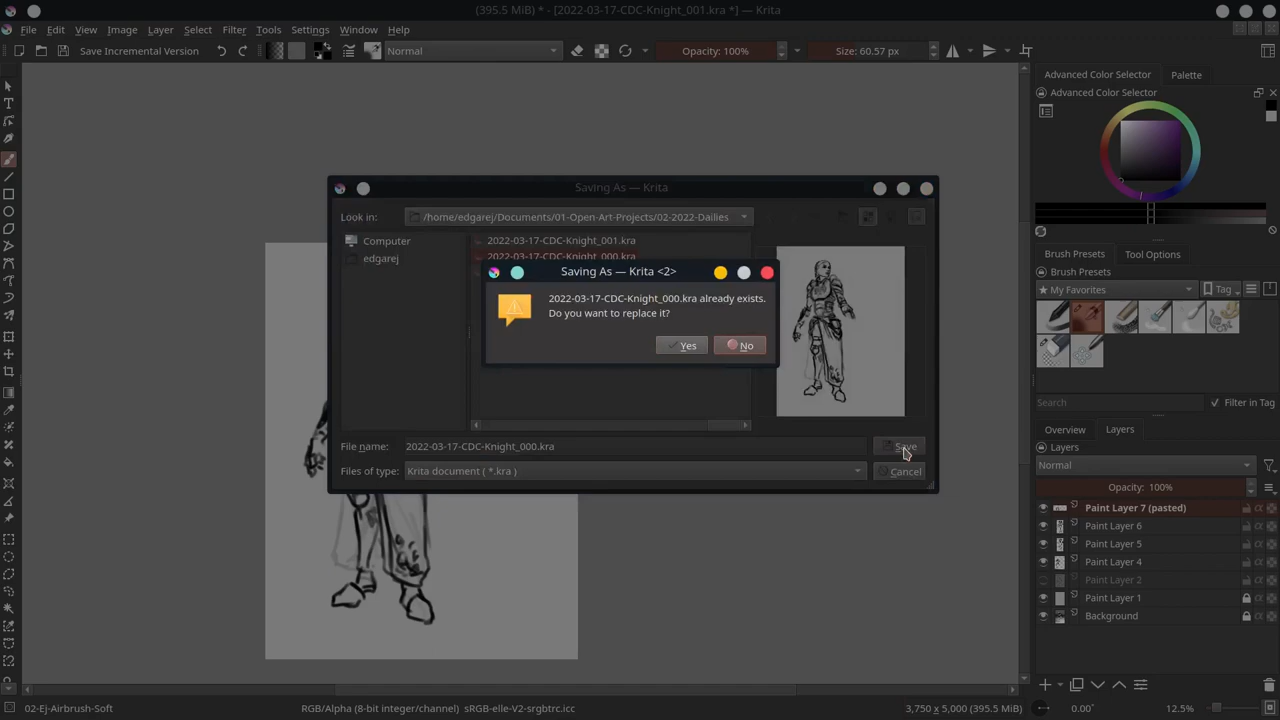 (395.5 MiB) * - [2022-03-17-CDC-Knight_001.kra *] — Krita
File Edit View Image Layer Select Filter Tools Settings Window Help
Save Incremental Version Normal Opacity: 100% Size: 60.57 px
Advanced Color Selector Palette
Advanced Color Selector
Saving As — Krita
Look in: /home/edgarej/Documents/01-Open-Art-Projects/02-2022-Dailies
Computer
edgarej
2022-03-17-CDC-Knight_001.kra
2022-03-17-CDC-Knight_000.kra
Saving As — Krita <2>
2022-03-17-CDC-Knight_000.kra already exists.
Do you want to replace it?
Yes No
File name: 2022-03-17-CDC-Knight_000.kra Save
Files of type: Krita document ( *.kra ) Cancel
Brush Presets Tool Options
Brush Presets
★ My Favorites Tag
Search Filter in Tag
Overview Layers
Layers
Normal
Opacity: 100%
Paint Layer 7 (pasted)
Paint Layer 6
Paint Layer 5
Paint Layer 4
Paint Layer 2
Paint Layer 1
Background
02-Ej-Airbrush-Soft RGB/Alpha (8-bit integer/channel) sRGB-elle-V2-srgbtrc.icc 3,750 x 5,000 (395.5 MiB) 0.00° 12.5%